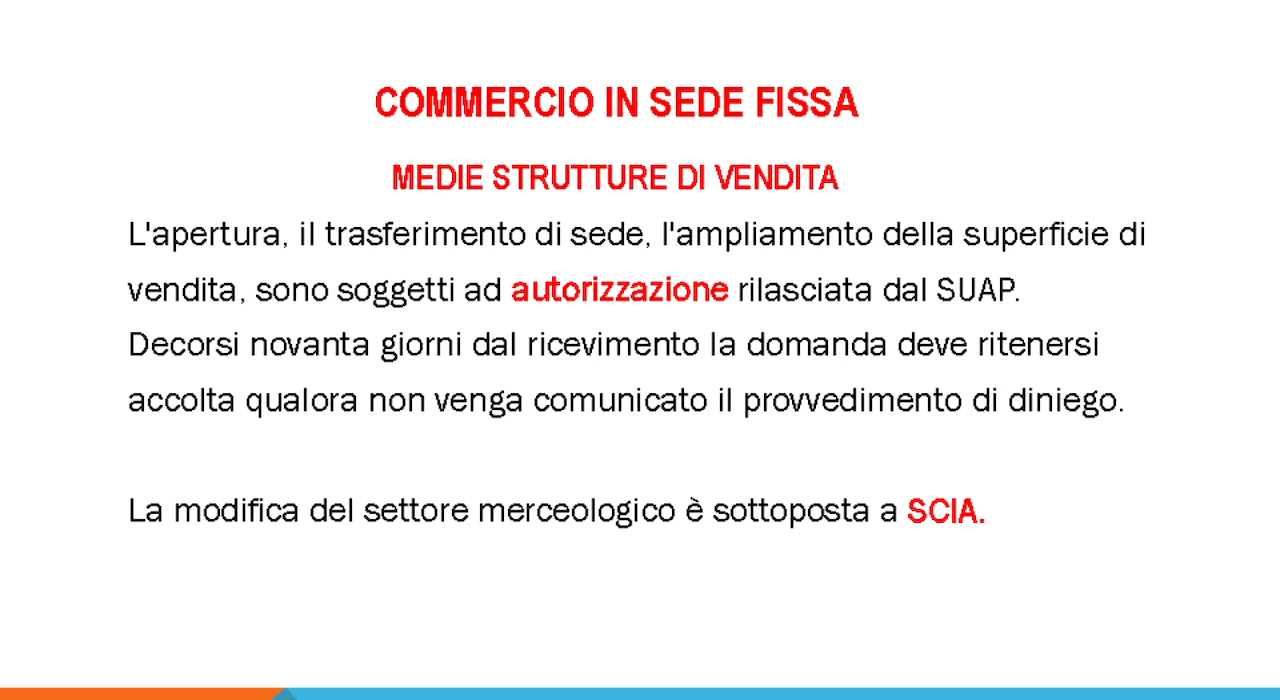 COMMERCIO IN SEDE FISSA
MEDIE STRUTTURE DI VENDITA
L'apertura, il trasferimento di sede, l'ampliamento della superficie di
vendita, sono soggetti ad autorizzazione rilasciata dal SUAP.
Decorsi novanta giorni dal ricevimento la domanda deve ritenersi
accolta qualora non venga comunicato il provvedimento di diniego.
La modifica del settore merceologico è sottoposta a SCIA.